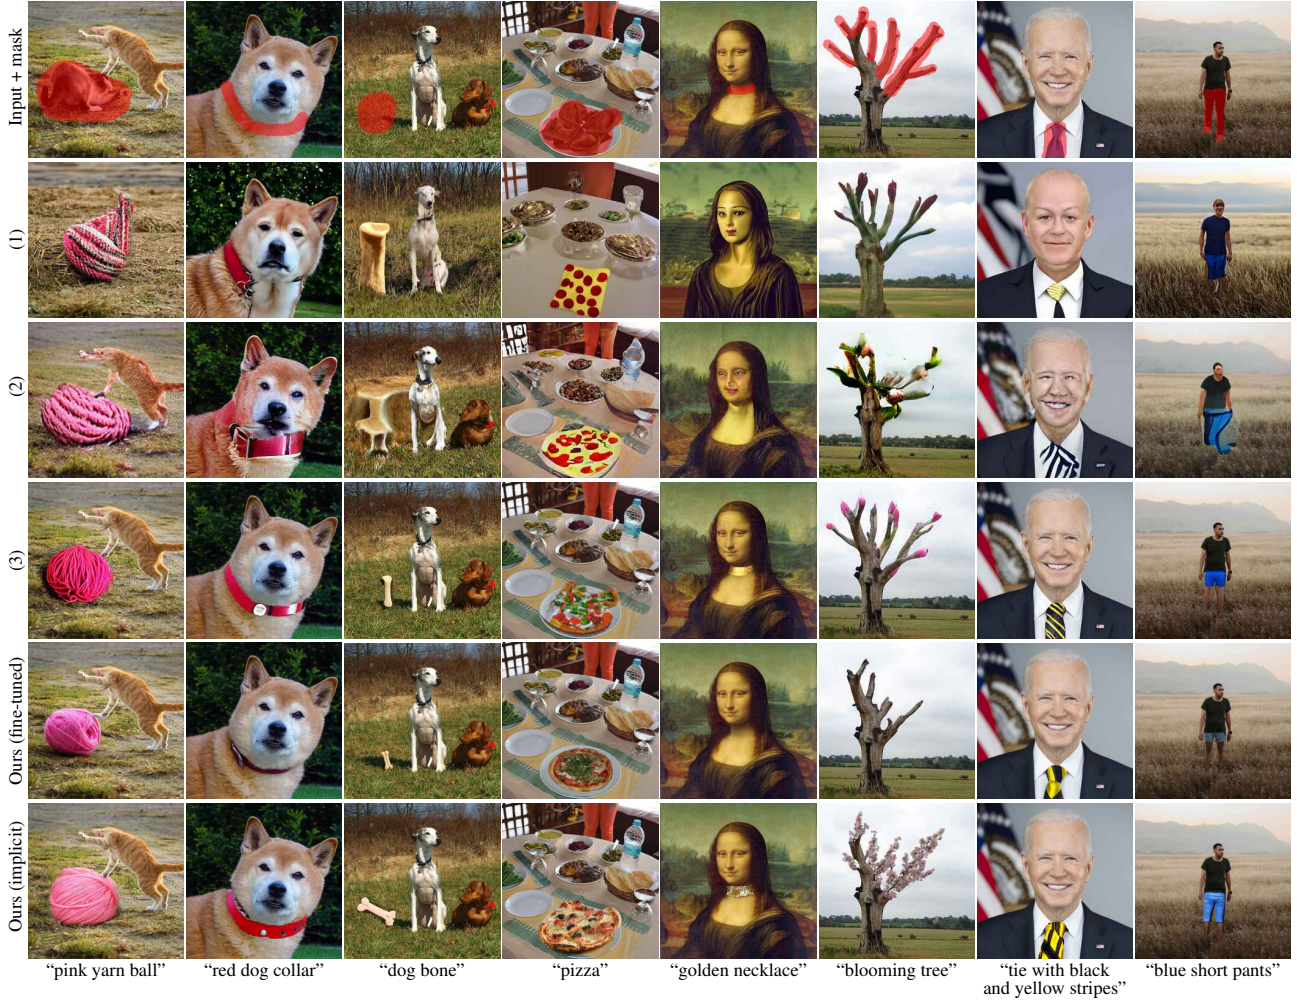 Input + mask
(1)
(2)
(3)
Ours (fine-tuned)
Ours (implicit)
“pink yarn ball”
“red dog collar”
“dog bone”
“pizza”
“golden necklace”
“blooming tree”
“tie with black
and yellow stripes”
“blue short pants”